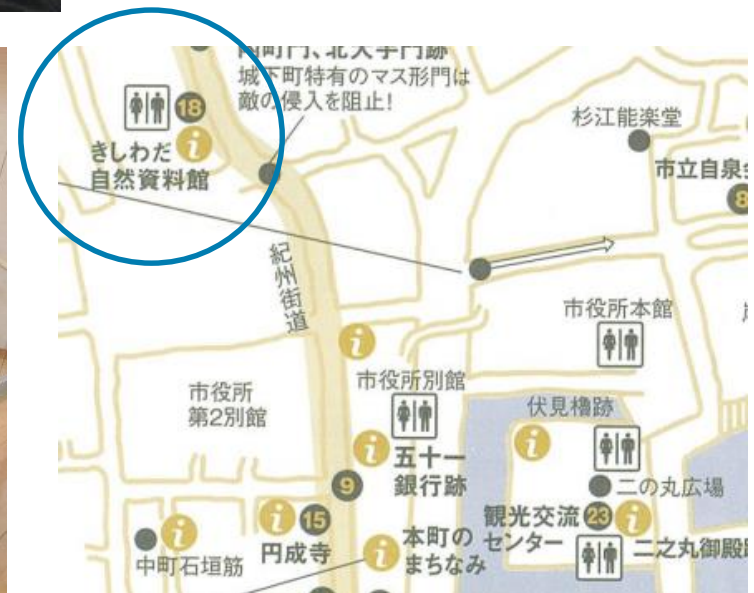 内町門、北大手門跡
城下町特有のマス形門は
敵の侵入を阻止!
18
きしわだ
自然資料館
杉江能楽堂
市立自泉会
8
紀州街道
市役所本館
市役所
第2別館
市役所別館
伏見櫓跡
五十一
銀行跡
9
二の丸広場
15
円成寺
観光交流
センター
23
本町の
まちなみ
二之丸御殿跡
中町石垣筋